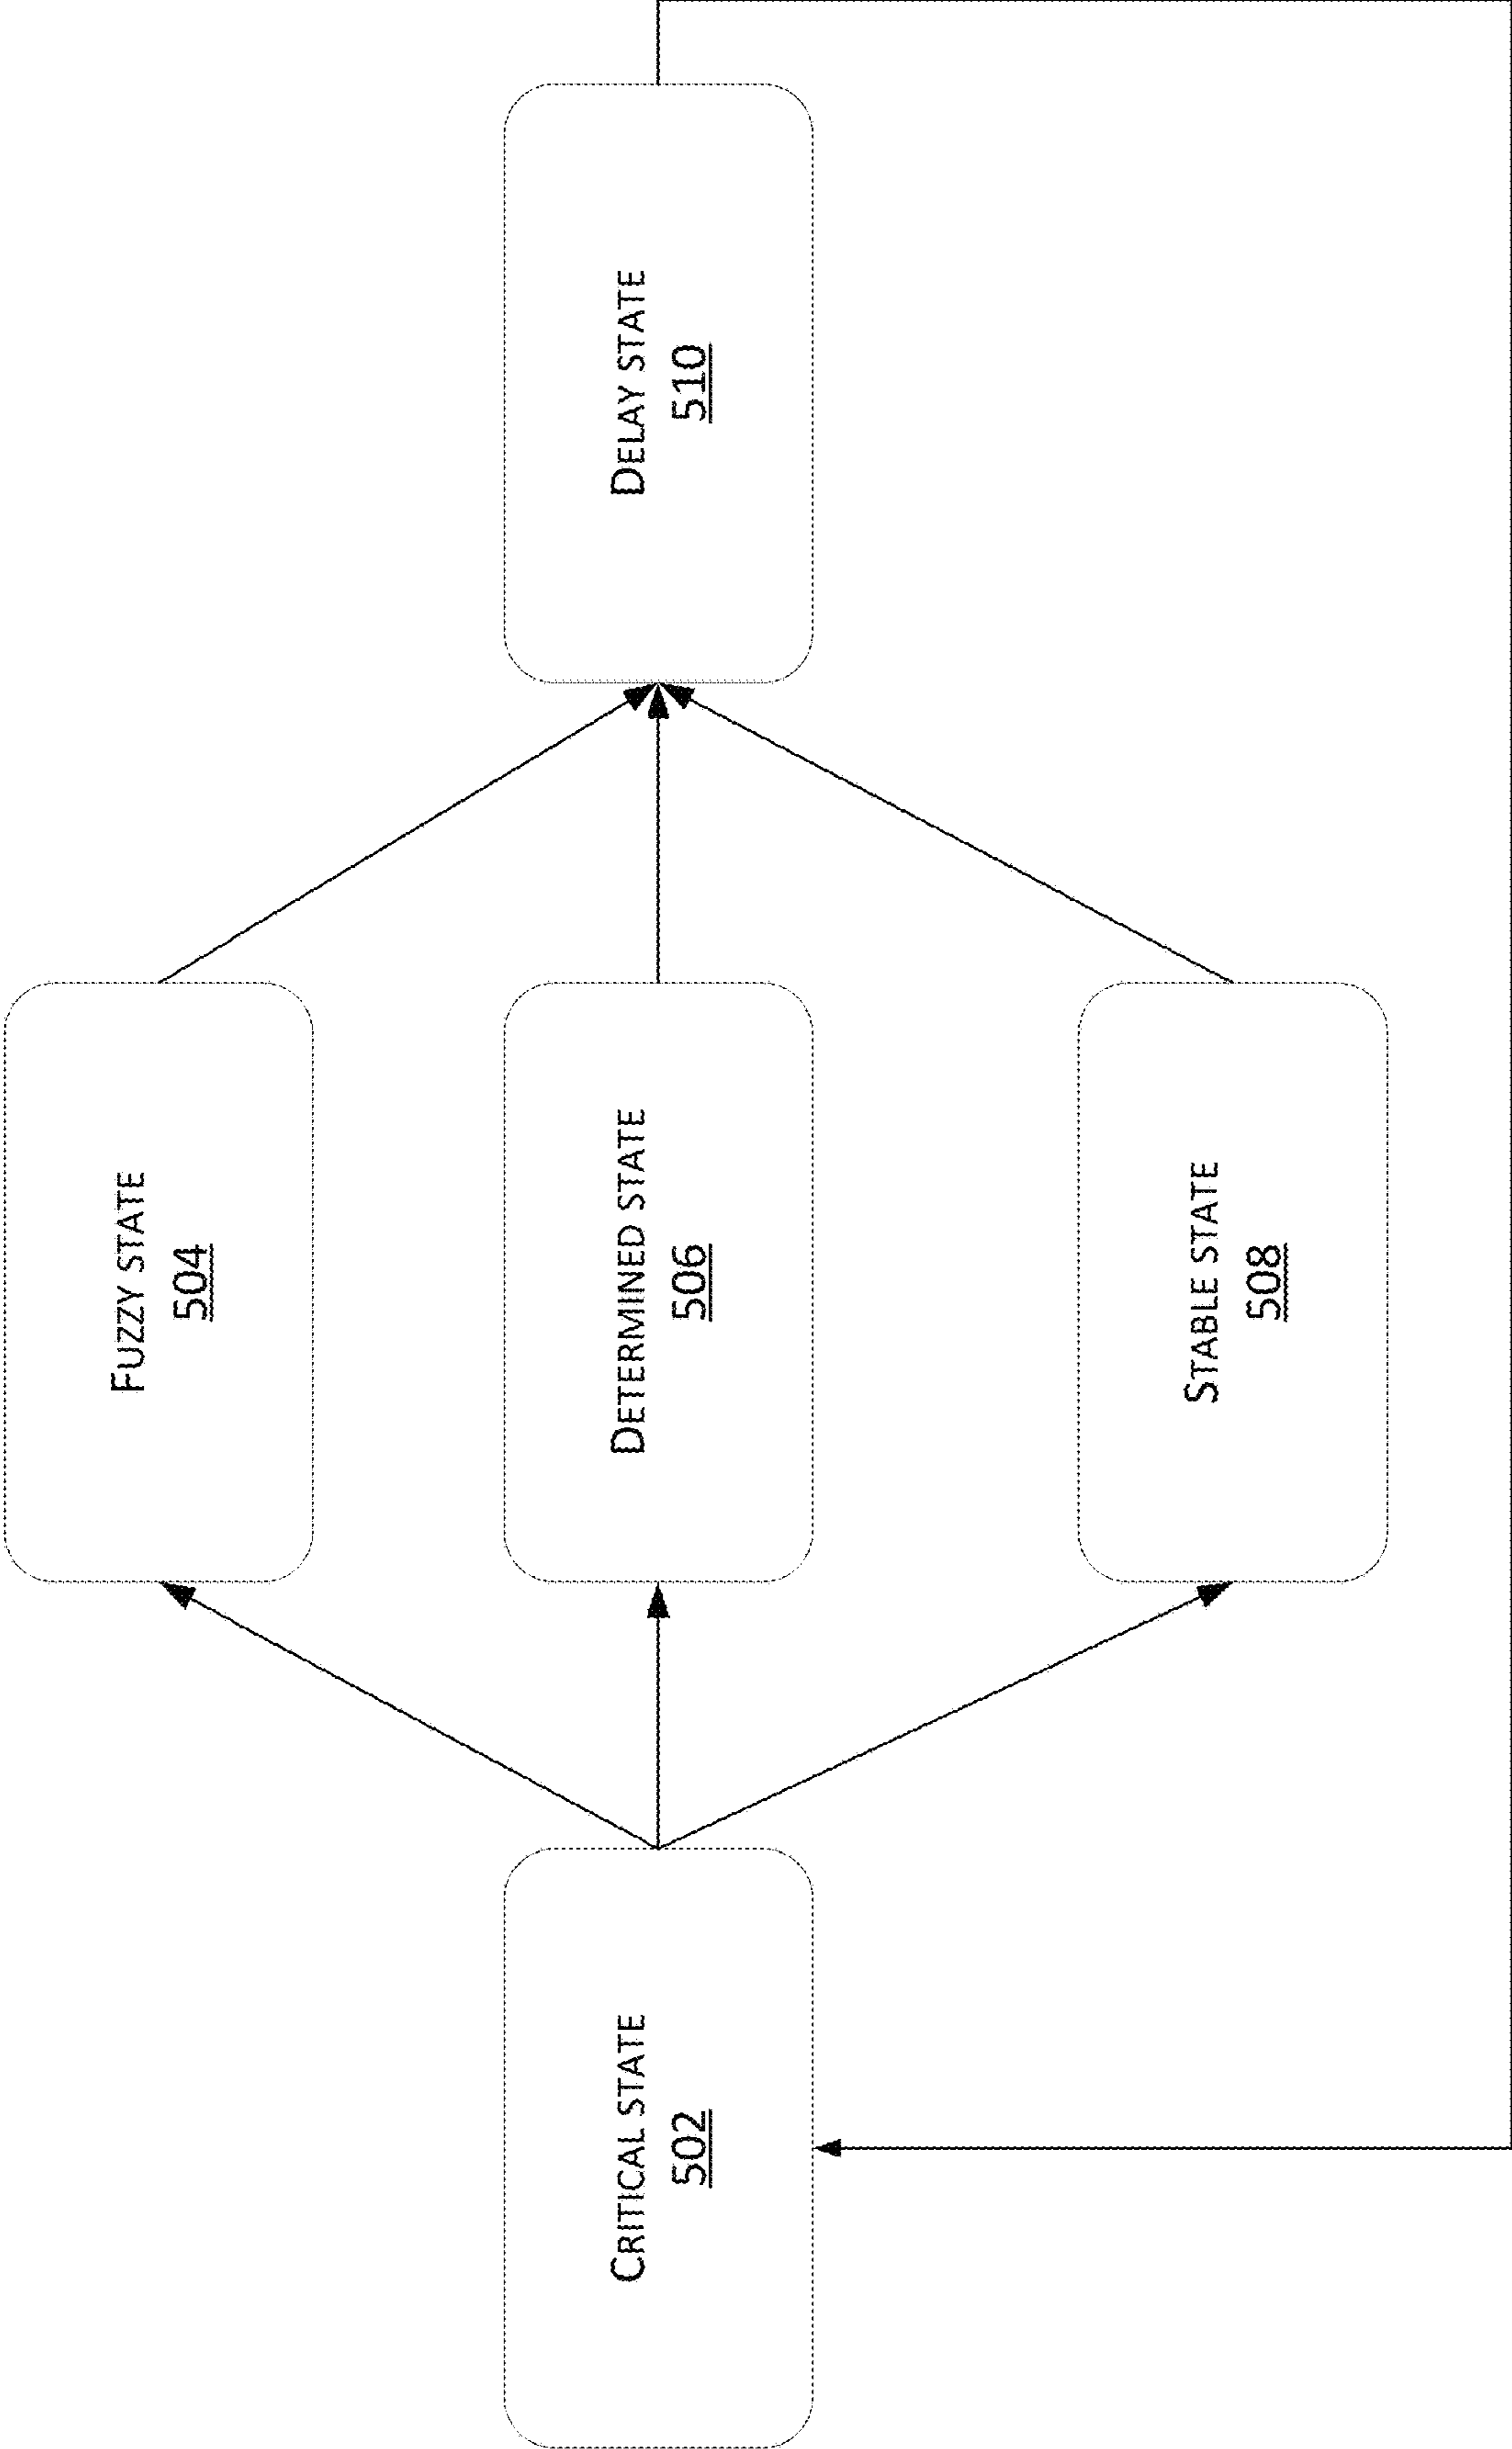 CRITICAL STATE
502
FUZZY STATE
504
DETERMINED STATE
506
STABLE STATE
508
DELAY STATE
510